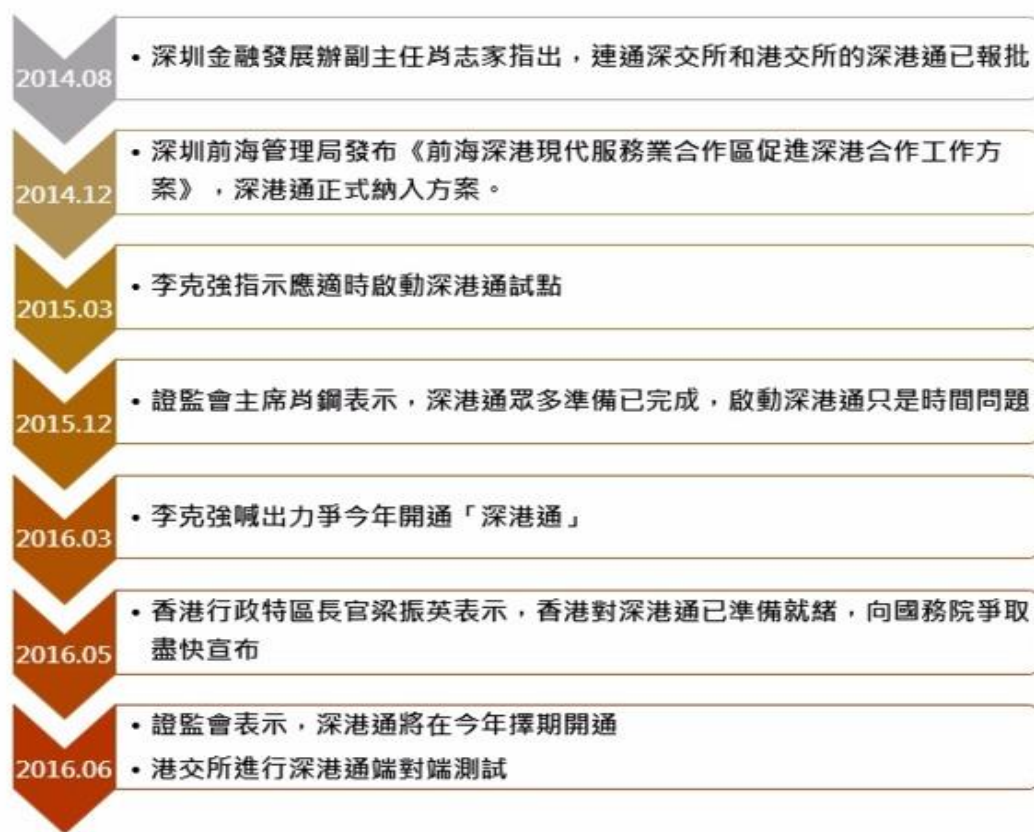 2014.08
• 深圳金融發展辦副主任肖志家指出，連通深交所和港交所的深港通已報批
2014.12
• 深圳前海管理局發布《前海深港現代服務業合作區促進深港合作工作方
案》，深港通正式納入方案。
2015.03
• 李克強指示應適時啟動深港通試點
2015.12
• 證監會主席肖鋼表示，深港通眾多準備已完成，啟動深港通只是時間問題
2016.03
• 李克強喊出力爭今年開通「深港通」
2016.05
• 香港行政特區長官梁振英表示，香港對深港通已準備就緒，向國務院爭取
盡快宣布
2016.06
• 證監會表示，深港通將在今年擇期開通
• 港交所進行深港通端對端測試